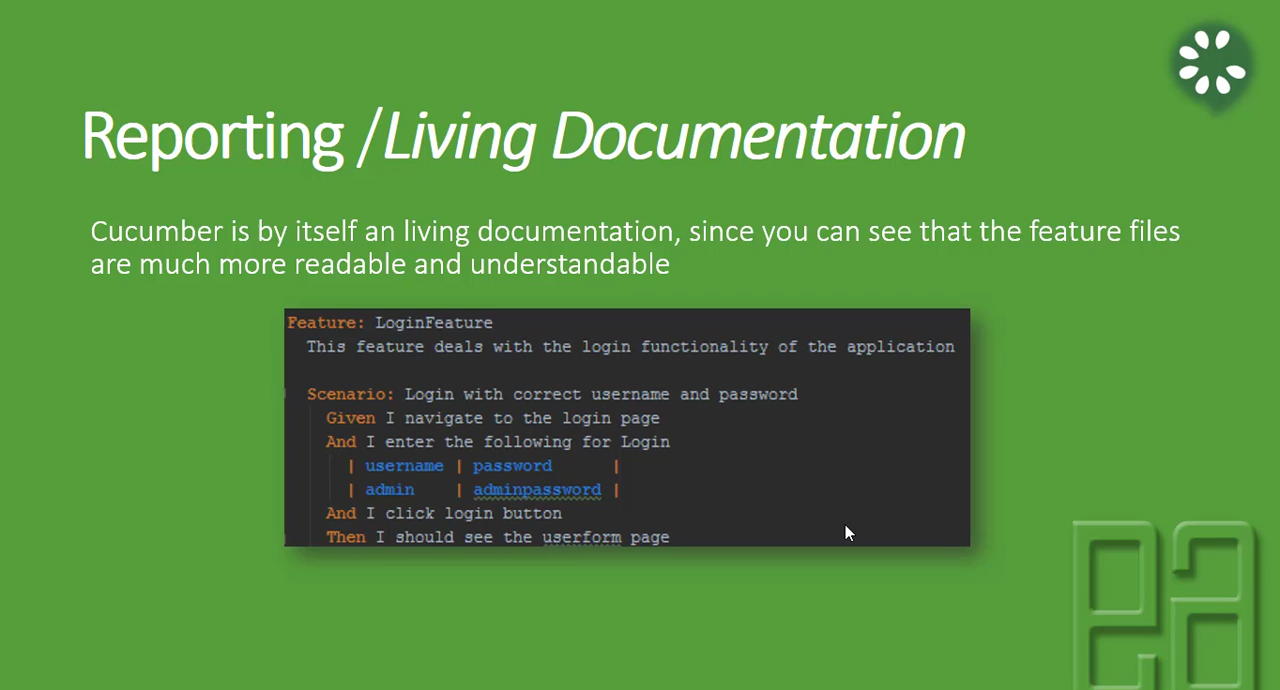 Reporting /Living Documentation
Cucumber is by itself an living documentation, since you can see that the feature files
are much more readable and understandable
Feature: LoginFeature
This feature deals with the login functionality of the application
Scenario: Login with correct username and password
Given I navigate to the login page
And I enter the following for Login
| username | password |
| admin | adminpassword |
And I click login button
Then I should see the userform page
ea